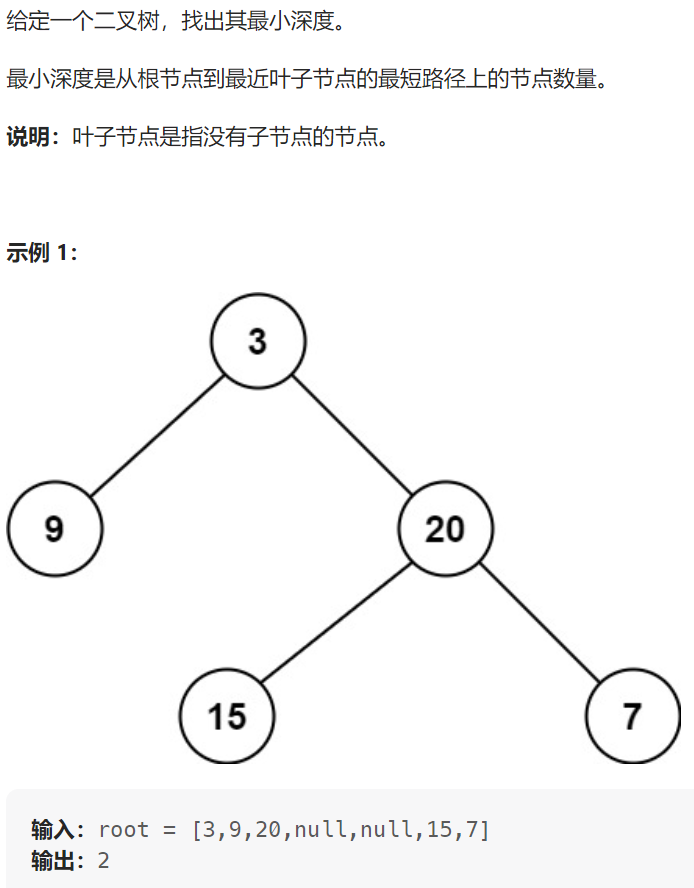 给定一个二叉树，找出其最小深度。
最小深度是从根节点到最近叶子节点的最短路径上的节点数量。
说明：叶子节点是指没有子节点的节点。
示例 1：
3
9
20
15
7
输入：root = [3,9,20,null,null,15,7]
输出：2